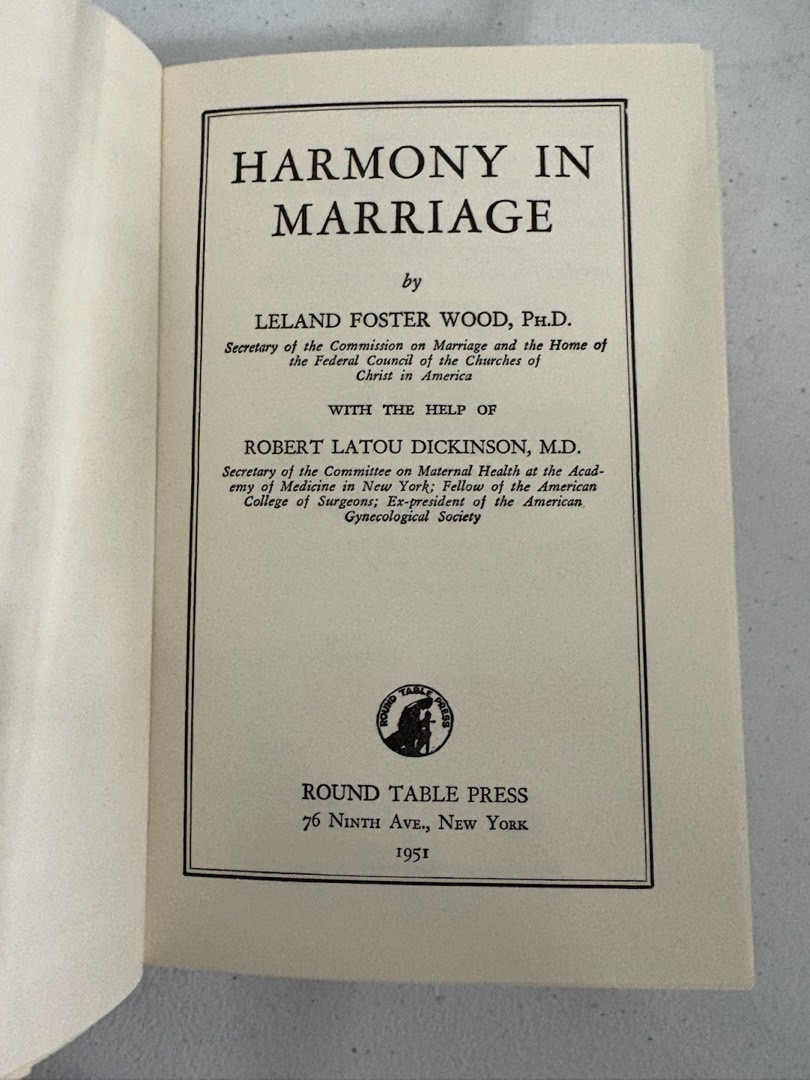 HARMONY IN
MARRIAGE
by
LELAND FOSTER WOOD, Ph.D.
Secretary of the Commission on Marriage and the Home of
the Federal Council of the Churches of
Christ in America
WITH THE HELP OF
ROBERT LATOU DICKINSON, M.D.
Secretary of the Committee on Maternal Health at the Acad-
emy of Medicine in New York; Fellow of the American
College of Surgeons; Ex-president of the American
Gynecological Society
ROUND TABLE PRESS
ROUND TABLE PRESS
76 Ninth Ave., New York
1951